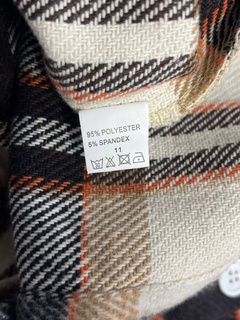 95% POLYESTER
5% SPANDEX
11